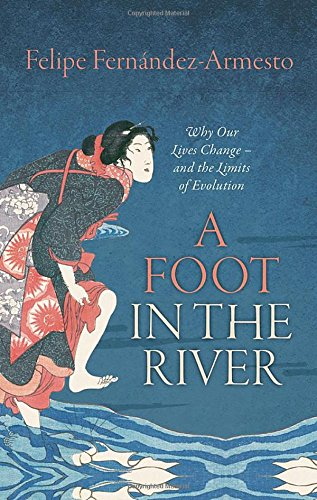 Felipe Fernández-Armesto
Why Our
Lives Change –
and the Limits
of Evolution
A
FOOT
IN THE
RIVER